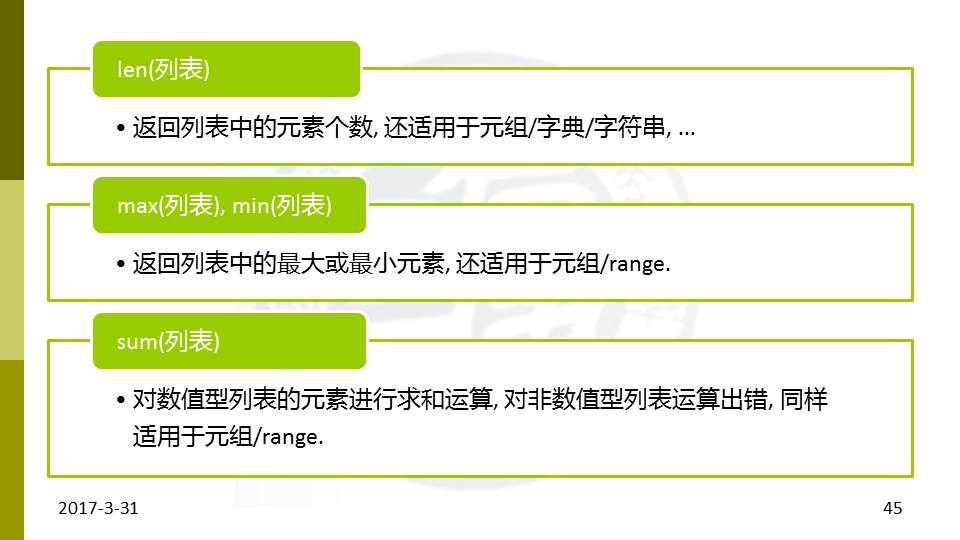 len(列表)
• 返回列表中的元素个数, 还适用于元组/字典/字符串, ...
max(列表), min(列表)
• 返回列表中的最大或最小元素, 还适用于元组/range.
sum(列表)
• 对数值型列表的元素进行求和运算, 对非数值型列表运算出错, 同样
适用于元组/range.
2017-3-31
45